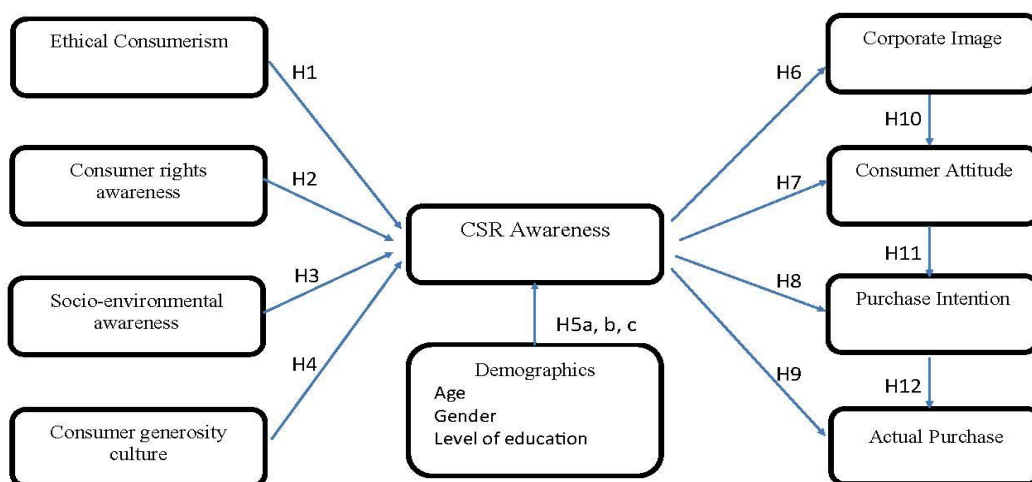 Ethical Consumerism
H1
Consumer rights
awareness
H2
Socio-environmental
awareness
H3
Consumer generosity
culture
H4
CSR Awareness
H5a, b, c
Demographics
Age
Gender
Level of education
H6
H7
H8
H9
Corporate Image
H10
Consumer Attitude
H11
Purchase Intention
H12
Actual Purchase